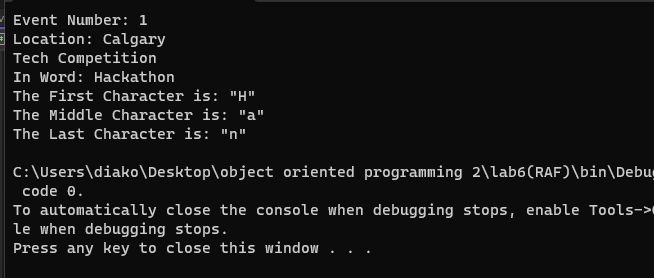 Event Number: 1
Location: Calgary
Tech Competition
In Word: Hackathon
The First Character is: "H"
The Middle Character is: "a"
The Last Character is: "n"
C:\Users\diako\Desktop\object oriented programming 2\lab6(RAF)\bin\Debug
code 0.
To automatically close the console when debugging stops, enable Tools->
le when debugging stops.
Press any key to close this window . . .